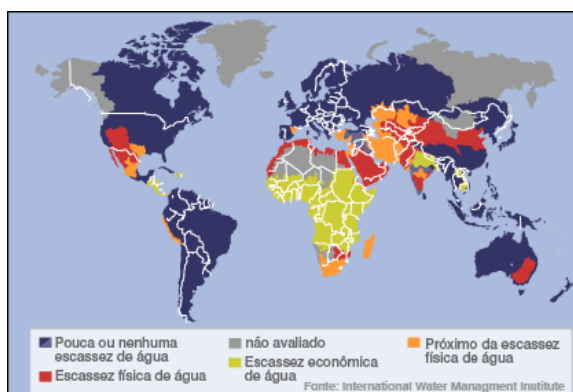 Pouca ou nenhuma
escassez de água
Escassez física de água
não avaliado
Escassez econômica
de água
Próximo da escassez
física de água
Fonte: International Water Managment Institute